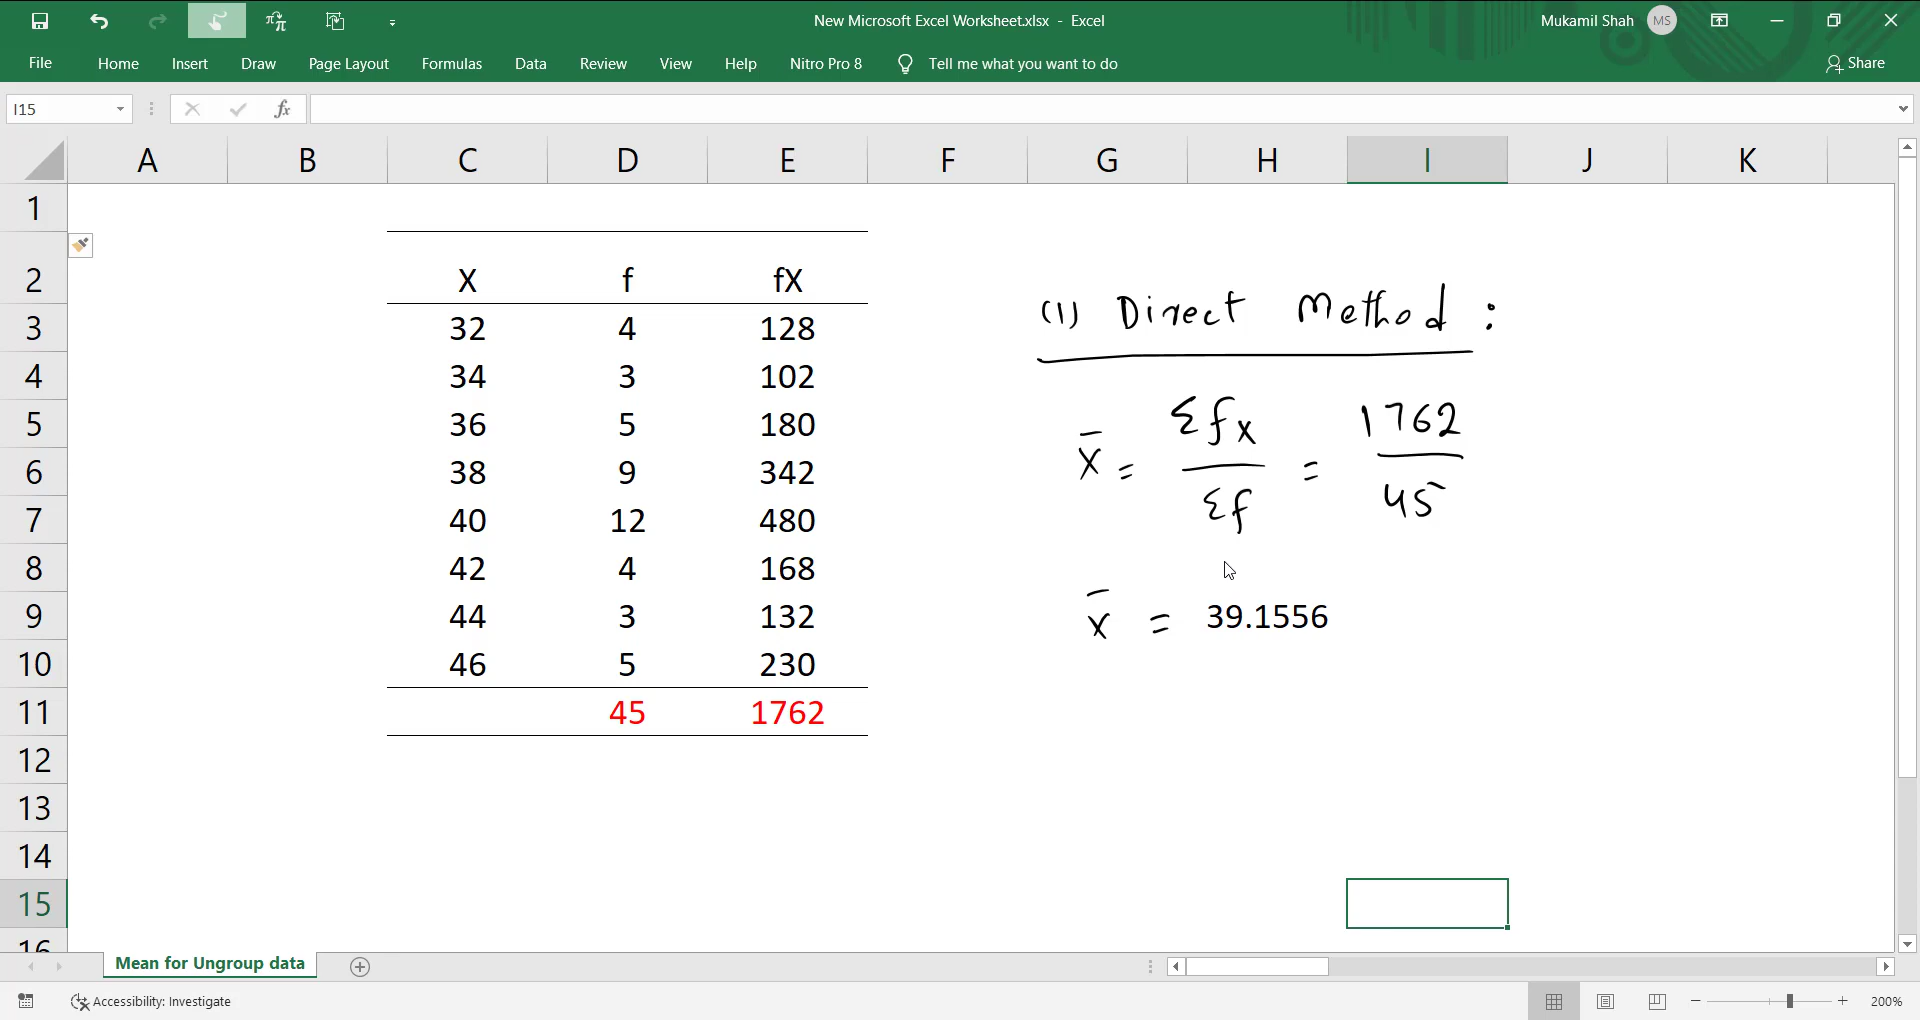 New Microsoft Excel Worksheet.xlsx - Excel
Mukamil Shah MS
File Home Insert Draw Page Layout Formulas Data Review View Help Nitro Pro 8 Tell me what you want to do Share
I15 fx
A B C D E F G H I J K
1
2 X f fX
3 32 4 128
4 34 3 102
5 36 5 180
6 38 9 342
7 40 12 480
8 42 4 168
9 44 3 132
10 46 5 230
11 45 1762
12
13
14
15
16
(1) Direct Method :
x̄ = Σfx / Σf = 1762 / 45
x̄ = 39.1556
Mean for Ungroup data
Accessibility: Investigate
200%